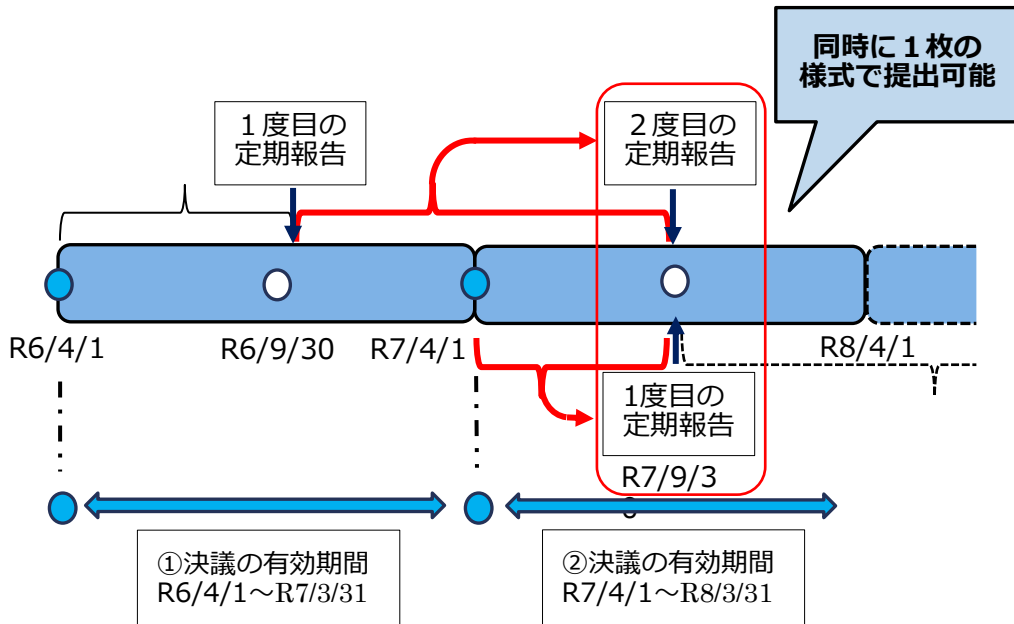 同時に１枚の
様式で提出可能
１度目の
定期報告
２度目の
定期報告
R6/4/1
R6/9/30
R7/4/1
R8/4/1
1度目の
定期報告
R7/9/3
0
①決議の有効期間
R6/4/1～R7/3/31
②決議の有効期間
R7/4/1～R8/3/31